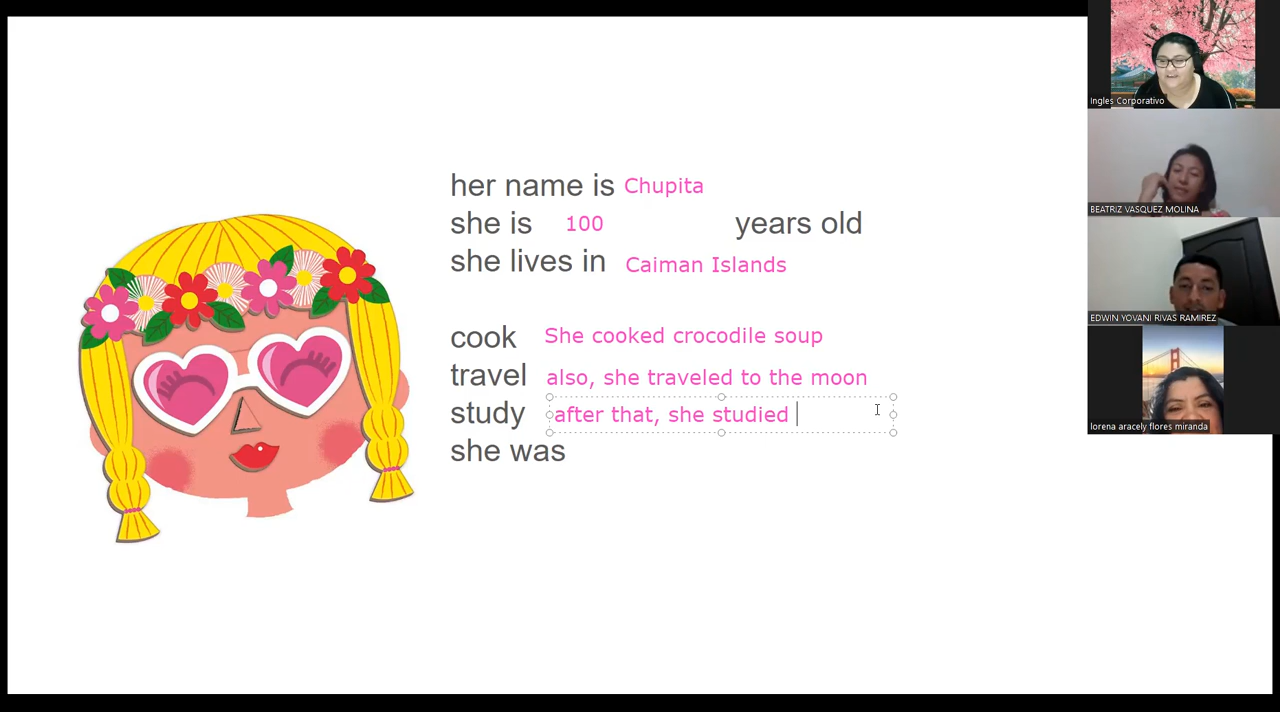 her name is Chupita
she is 100 years old
she lives in Caiman Islands
cook She cooked crocodile soup
travel also, she traveled to the moon
study after that, she studied
she was
Ingles Corporativo
BEATRIZ VASQUEZ MOLINA
EDWIN YOVANI RIVAS RAMIREZ
lorena aracely flores miranda